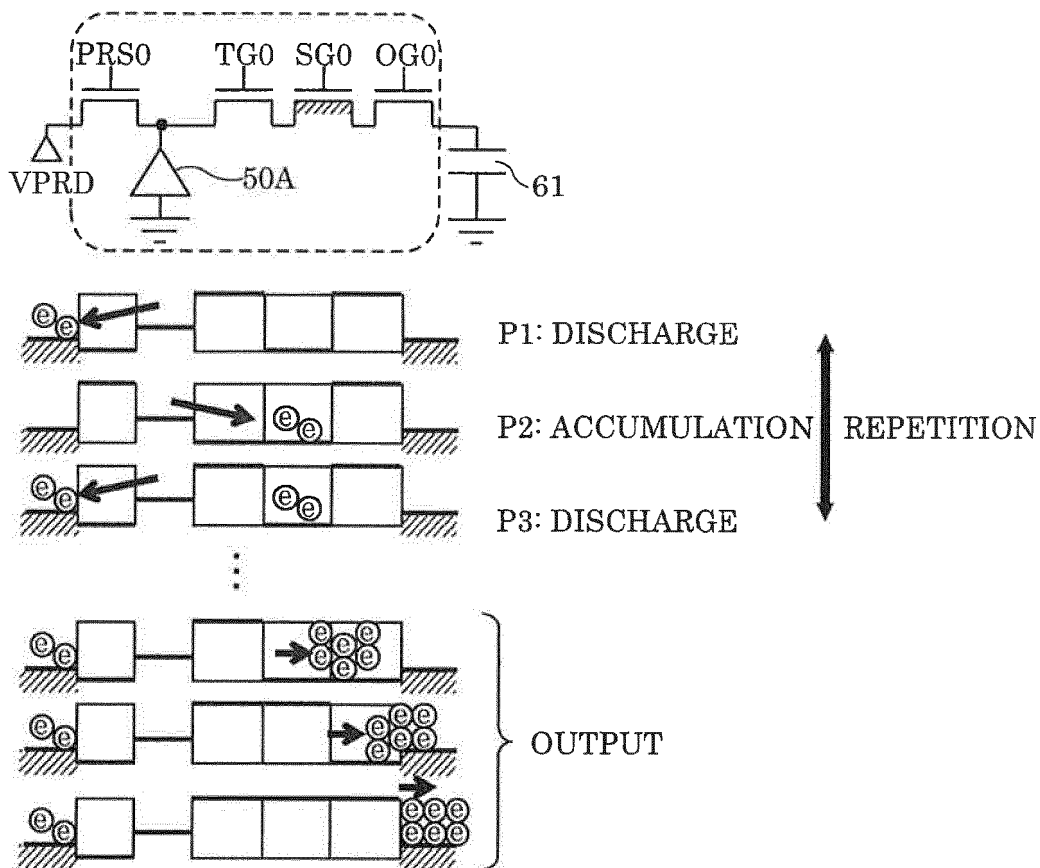 PRS0 TG0 SG0 OG0
VPRD
50A
61
e e
P1: DISCHARGE
e e
P2: ACCUMULATION
REPETITION
e e
e e
P3: DISCHARGE
e e
e e e e e e
e e
e e e e e e
OUTPUT
e e
e e e e e e